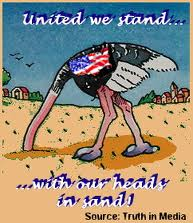 United we stand...
...with our heads
in sand!
Source: Truth in Media